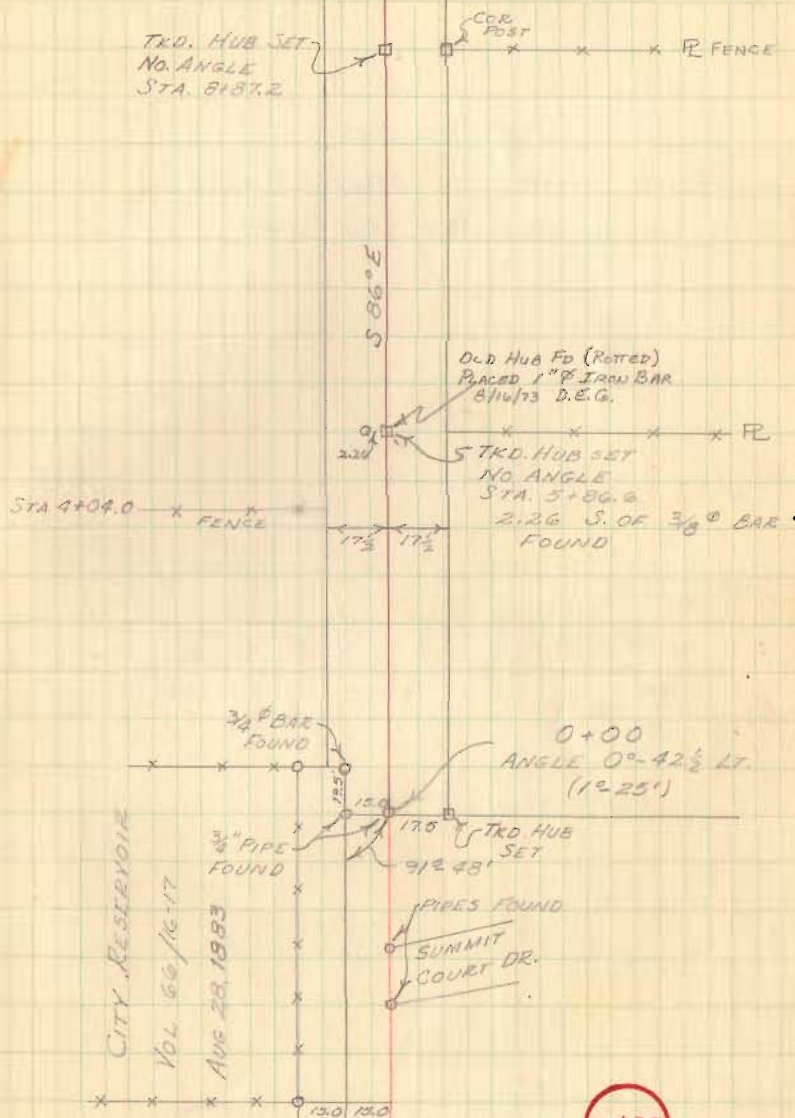 TKD. HUB SET
NO. ANGLE
STA. 8+87.2
COR
POST
PL FENCE
S 86° E
OLD HUB FD (ROTTED)
PLACED 1"Φ IRON BAR
8/16/73 D.E.G.
2.26
PL
TKD. HUB SET
NO ANGLE
STA. 5+86.6
2.26 S. OF 3/8 Φ BAR
FOUND
STA 4+04.0
FENCE
17½ 17½
3/4 Φ BAR
FOUND
0+00
ANGLE 0°-42½ LT.
(1°-25')
19.5
15.0
17.5
3/4" PIPE
FOUND
TKD HUB
SET
91° 48'
PIPES FOUND
SUMMIT
COURT DR.
CITY RESERVOIR
VOL 66/16-17
AUG 28, 1883
15.0 15.0